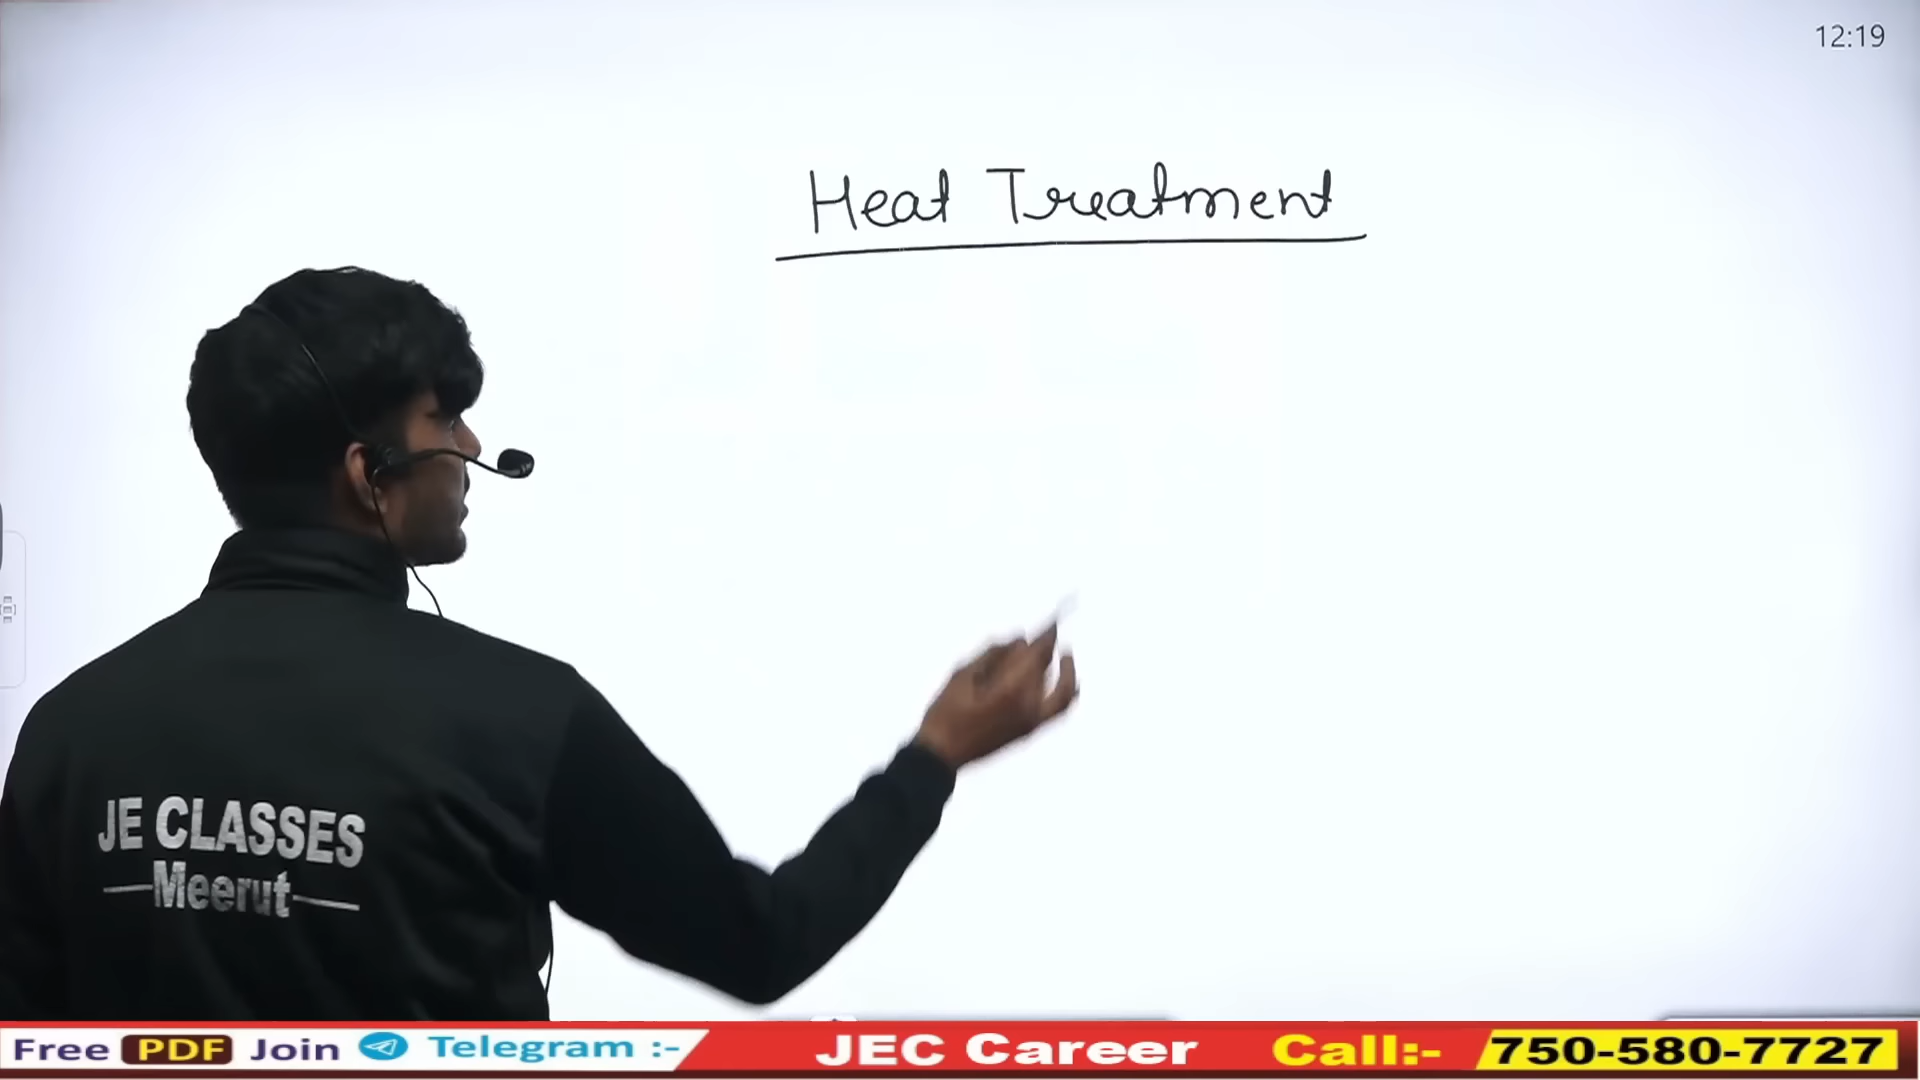 12:19
Heat Treatment
JE CLASSES
Meerut
Free PDF Join Telegram :- JEC Career Call:- 750-580-7727